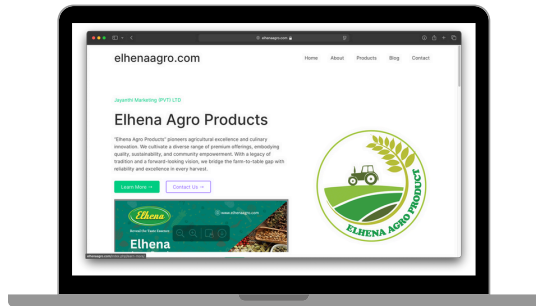 elhenaagro.com
elhenaagro.com
Home About Products Blog Contact
Jayanthi Marketing (PVT) LTD
Elhena Agro Products
"Elhena Agro Products" pioneers agricultural excellence and culinary
innovation. We cultivate a diverse range of premium offerings, embodying
quality, sustainability, and community empowerment. With a legacy of
tradition and a forward-looking vision, we bridge the farm-to-table gap with
reliability and excellence in every harvest.
Learn More →
Contact Us →
ELHENA AGRO PRODUCT
Elhena
www.elhenaagro.com
Elhena